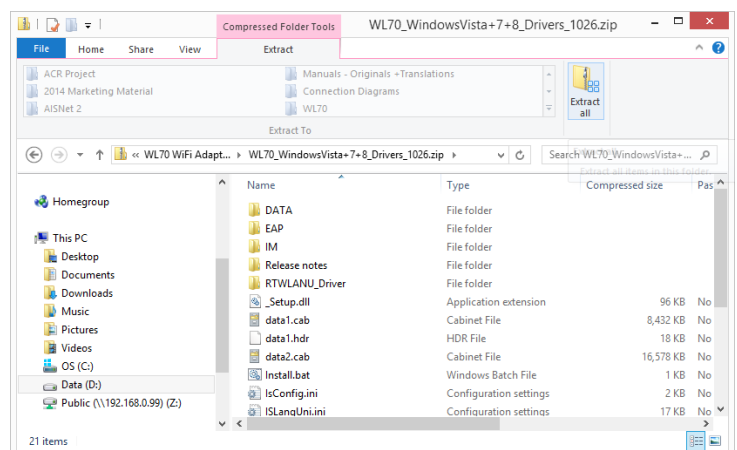 Compressed Folder Tools
WL70_WindowsVista+7+8_Drivers_1026.zip
File Home Share View Extract
ACR Project Manuals - Originals +Translations
2014 Marketing Material Connection Diagrams
AISNet 2 WL70
Extract all
Extract To
« WL70 WiFi Adapt... WL70_WindowsVista+7+8_Drivers_1026.zip Search WL70_WindowsVista+...
Extract all items in this folder.
Name Type Compressed size Pas
Homegroup
This PC
Desktop
Documents
Downloads
Music
Pictures
Videos
OS (C:)
Data (D:)
Public (\\192.168.0.99) (Z:)
DATA File folder
EAP File folder
IM File folder
Release notes File folder
RTWLANU_Driver File folder
_Setup.dll Application extension 96 KB No
data1.cab Cabinet File 8,432 KB No
data1.hdr HDR File 18 KB No
data2.cab Cabinet File 16,578 KB No
Install.bat Windows Batch File 1 KB No
IsConfig.ini Configuration settings 2 KB No
ISLangUni.ini Configuration settings 17 KB No
21 items